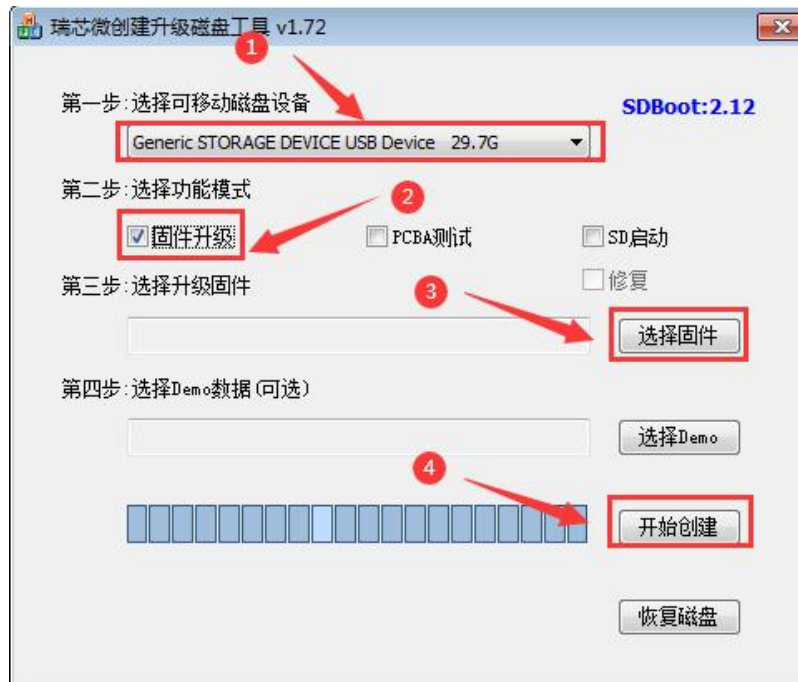 瑞芯微创建升级磁盘工具 v1.72
1
第一步:选择可移动磁盘设备
SDBoot:2.12
Generic STORAGE DEVICE USB Device 29.7G
第二步:选择功能模式
2
固件升级
PCBA测试
SD启动
第三步:选择升级固件
修复
3
选择固件
第四步:选择Demo数据(可选)
选择Demo
4
开始创建
恢复磁盘